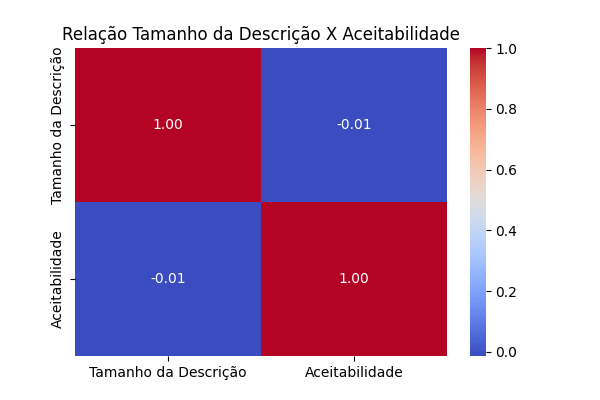 Relação Tamanho da Descrição X Aceitabilidade
Tamanho da Descrição
Aceitabilidade
1.00
-0.01
-0.01
1.00
Tamanho da Descrição
Aceitabilidade
1.0
0.8
0.6
0.4
0.2
0.0